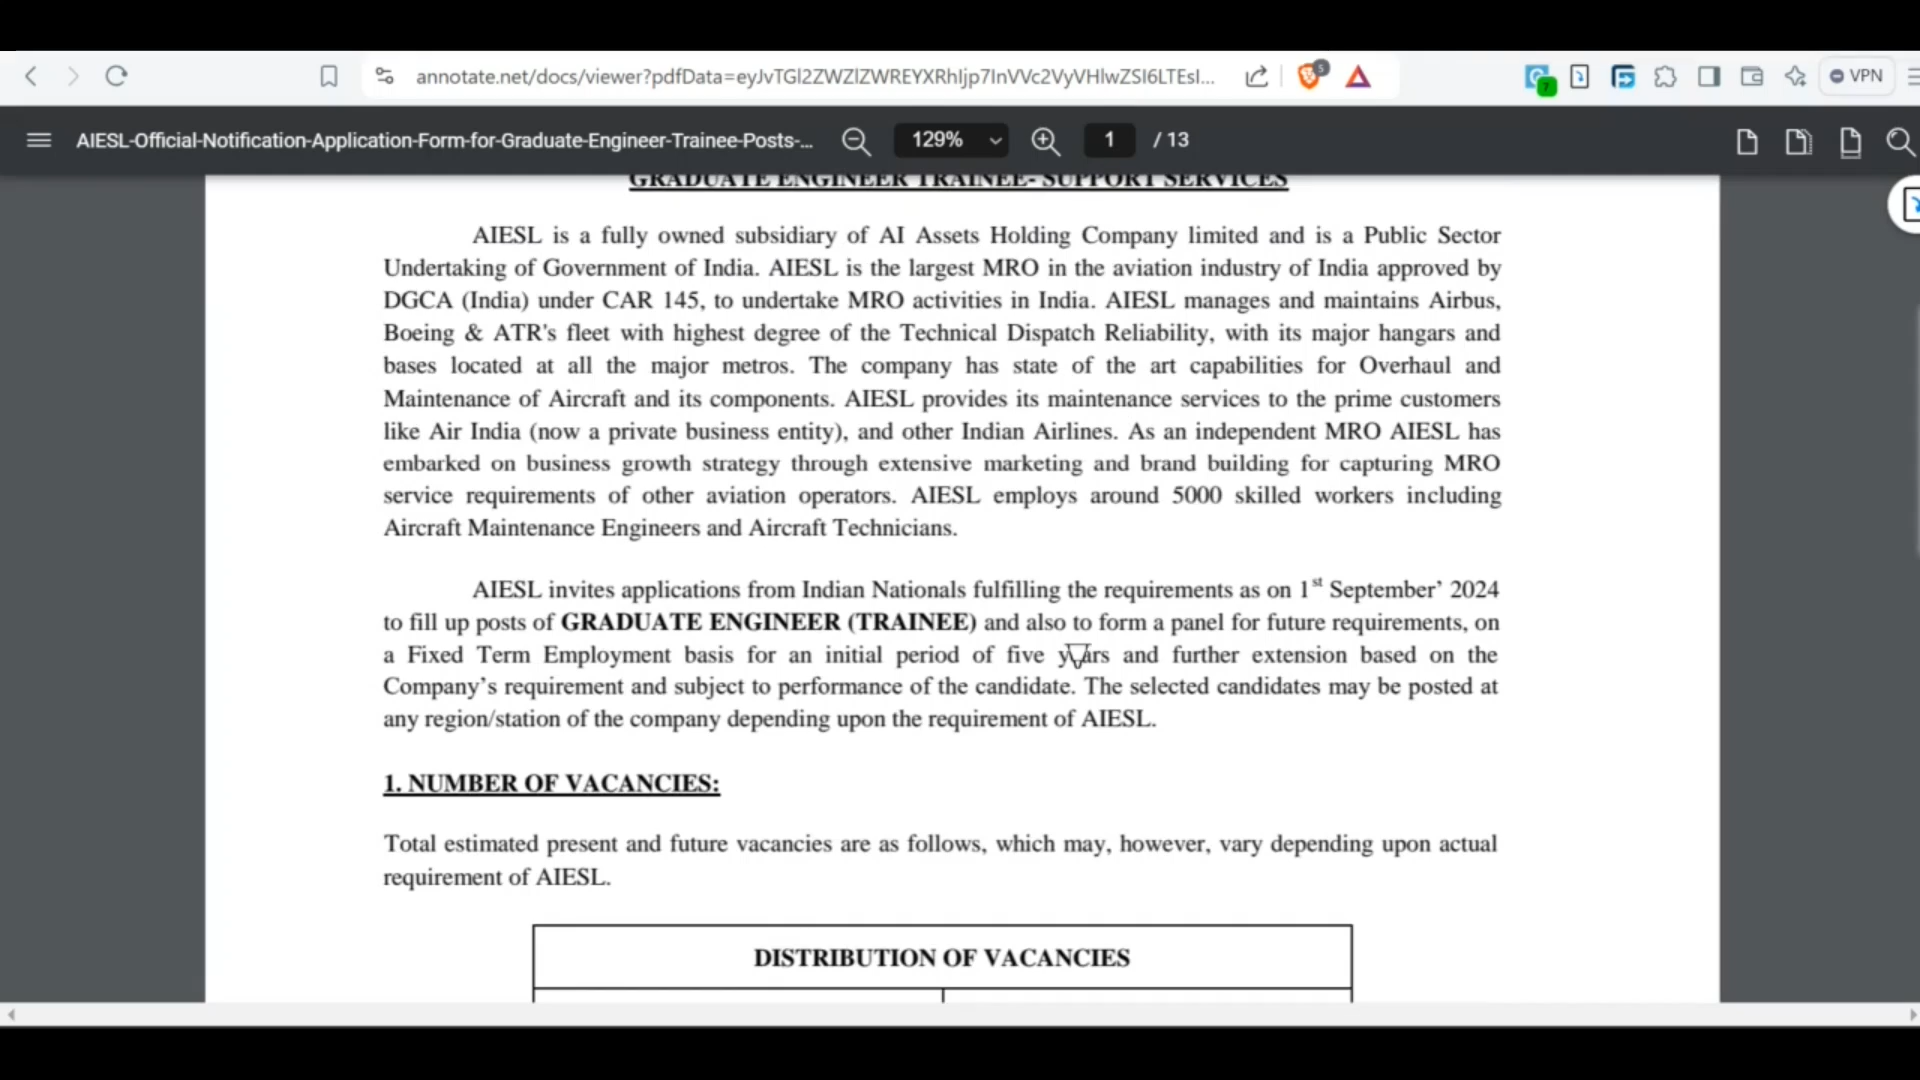 annotate.net/docs/viewer?pdfData=eyJvTGl2ZWZlZWREYXRhIjp7InVVc2VyVHlwZSI6LTEsI...
5
7
VPN
AIESL-Official-Notification-Application-Form-for-Graduate-Engineer-Trainee-Posts-...
129%
1
/ 13
GRADUATE ENGINEER TRAINEE- SUPPORT SERVICES
AIESL is a fully owned subsidiary of AI Assets Holding Company limited and is a Public Sector
Undertaking of Government of India. AIESL is the largest MRO in the aviation industry of India approved by
DGCA (India) under CAR 145, to undertake MRO activities in India. AIESL manages and maintains Airbus,
Boeing & ATR's fleet with highest degree of the Technical Dispatch Reliability, with its major hangars and
bases located at all the major metros. The company has state of the art capabilities for Overhaul and
Maintenance of Aircraft and its components. AIESL provides its maintenance services to the prime customers
like Air India (now a private business entity), and other Indian Airlines. As an independent MRO AIESL has
embarked on business growth strategy through extensive marketing and brand building for capturing MRO
service requirements of other aviation operators. AIESL employs around 5000 skilled workers including
Aircraft Maintenance Engineers and Aircraft Technicians.
AIESL invites applications from Indian Nationals fulfilling the requirements as on 1st September’ 2024
to fill up posts of GRADUATE ENGINEER (TRAINEE) and also to form a panel for future requirements, on
a Fixed Term Employment basis for an initial period of five years and further extension based on the
Company’s requirement and subject to performance of the candidate. The selected candidates may be posted at
any region/station of the company depending upon the requirement of AIESL.
1. NUMBER OF VACANCIES:
Total estimated present and future vacancies are as follows, which may, however, vary depending upon actual
requirement of AIESL.
DISTRIBUTION OF VACANCIES